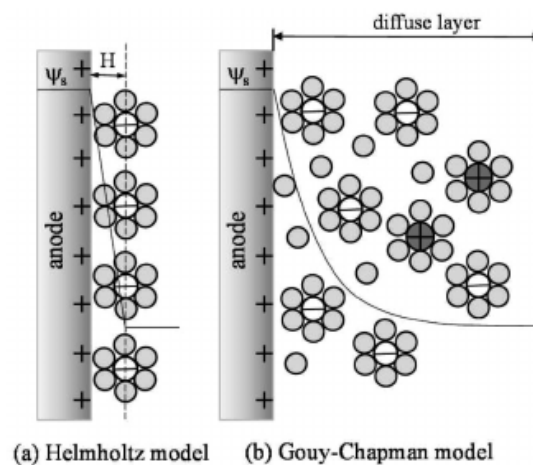 diffuse layer
H
Ψs
Ψs
anode
anode
(a) Helmholtz model
(b) Gouy-Chapman model